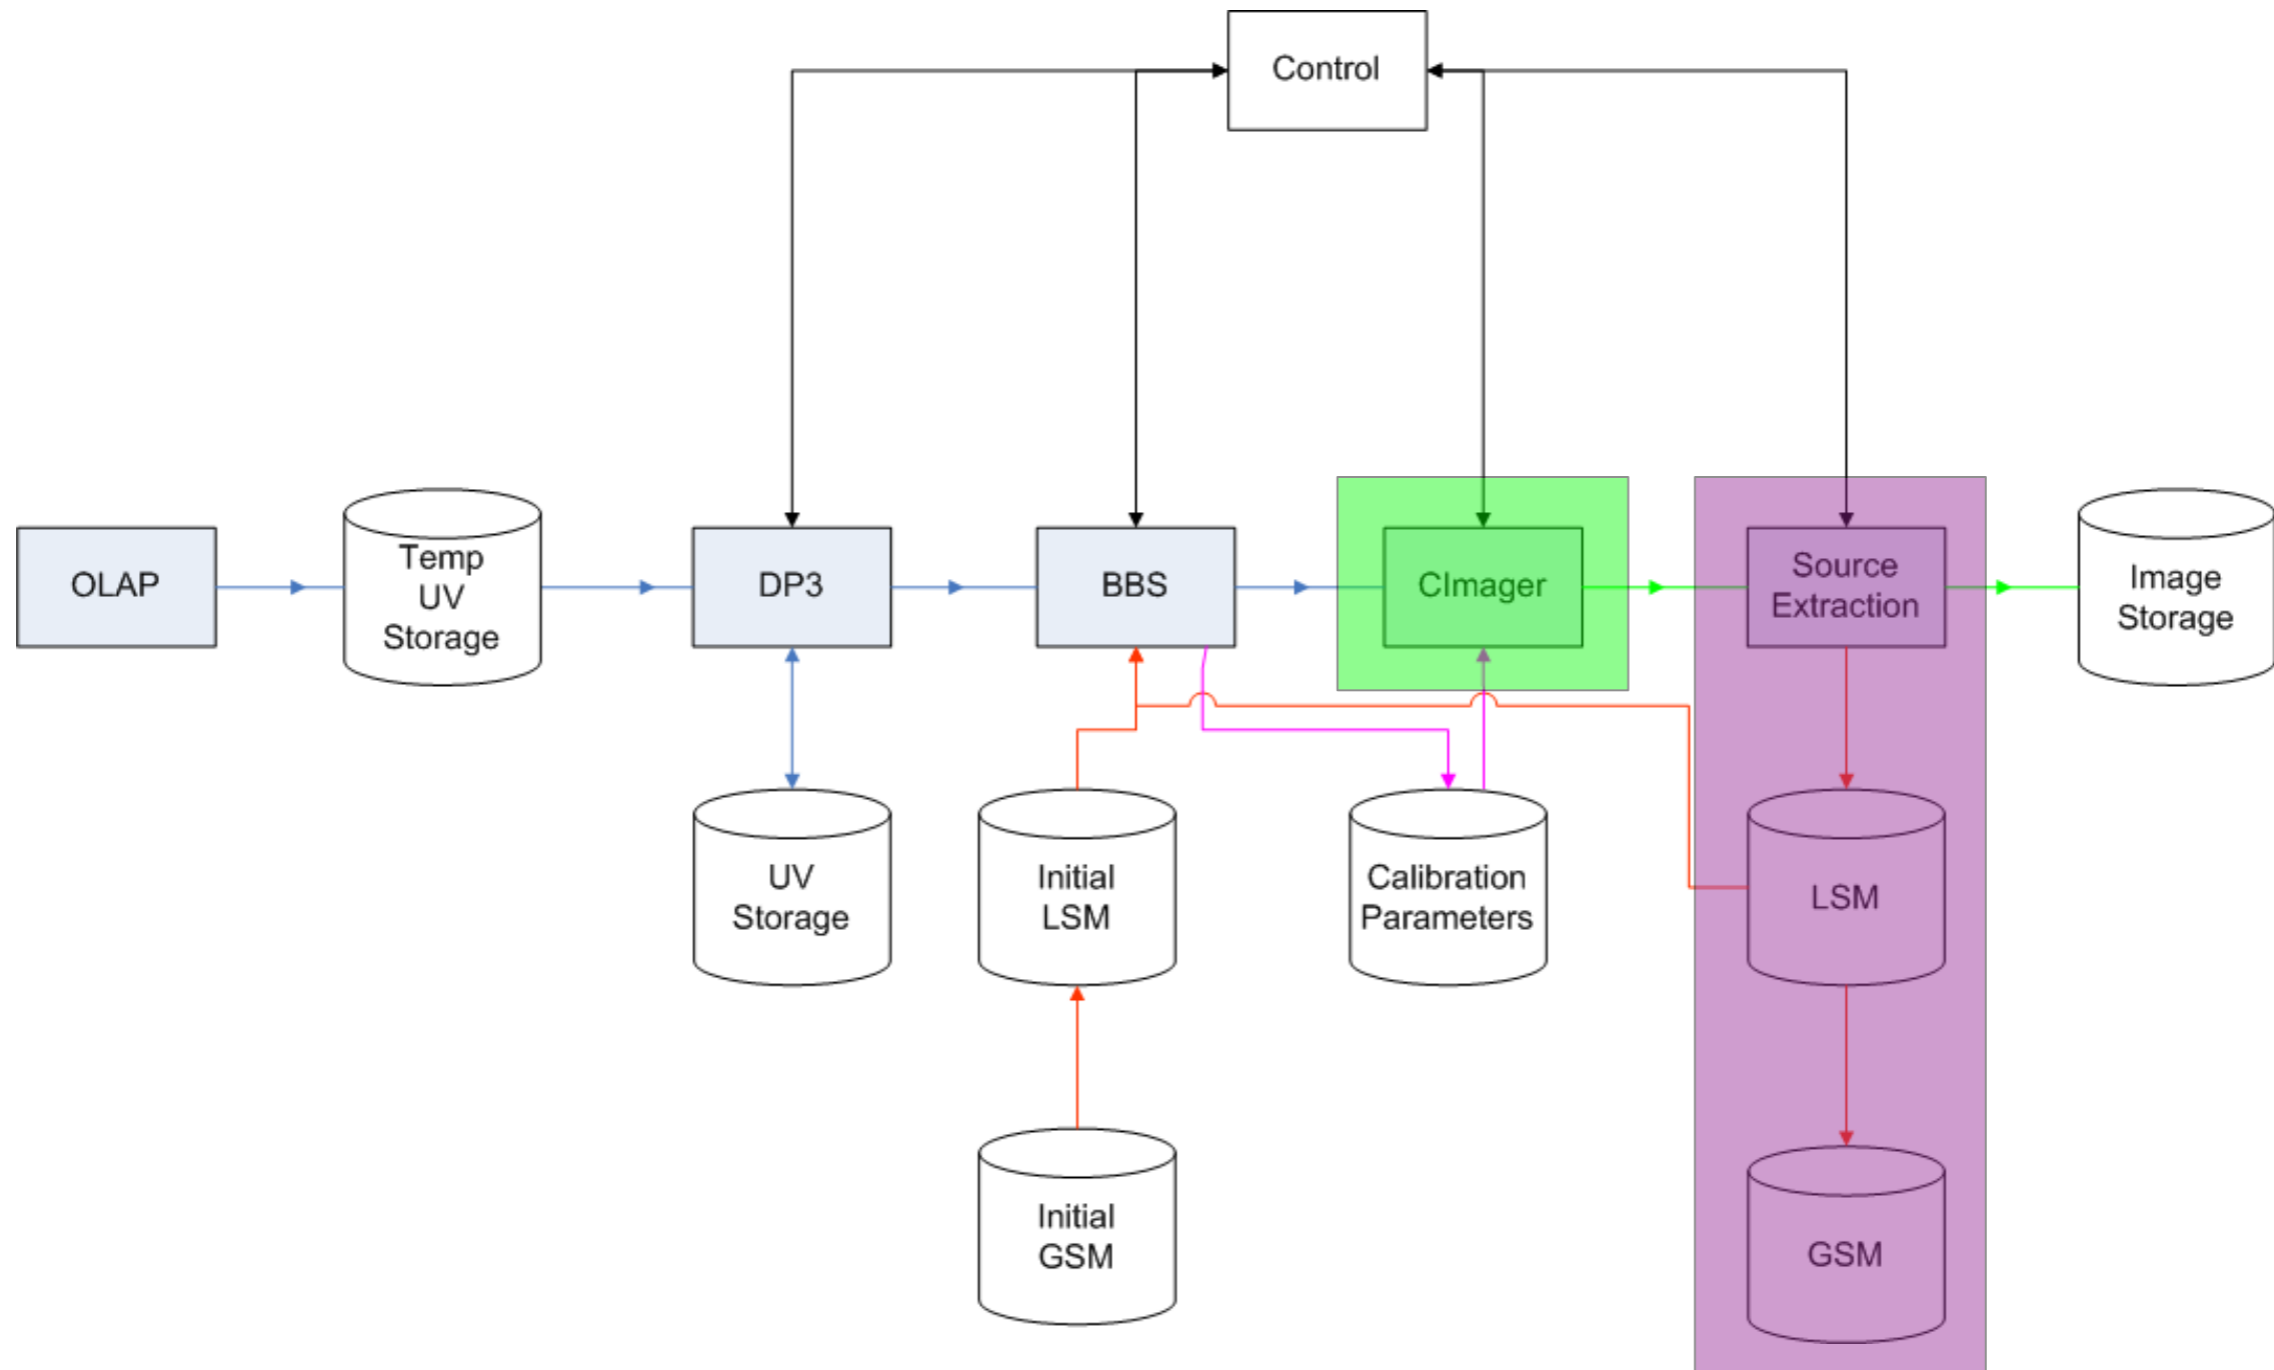 Control
OLAP
Temp
UV
Storage
DP3
BBS
CImager
Source
Extraction
Image
Storage
UV
Storage
Initial
LSM
Calibration
Parameters
LSM
Initial
GSM
GSM